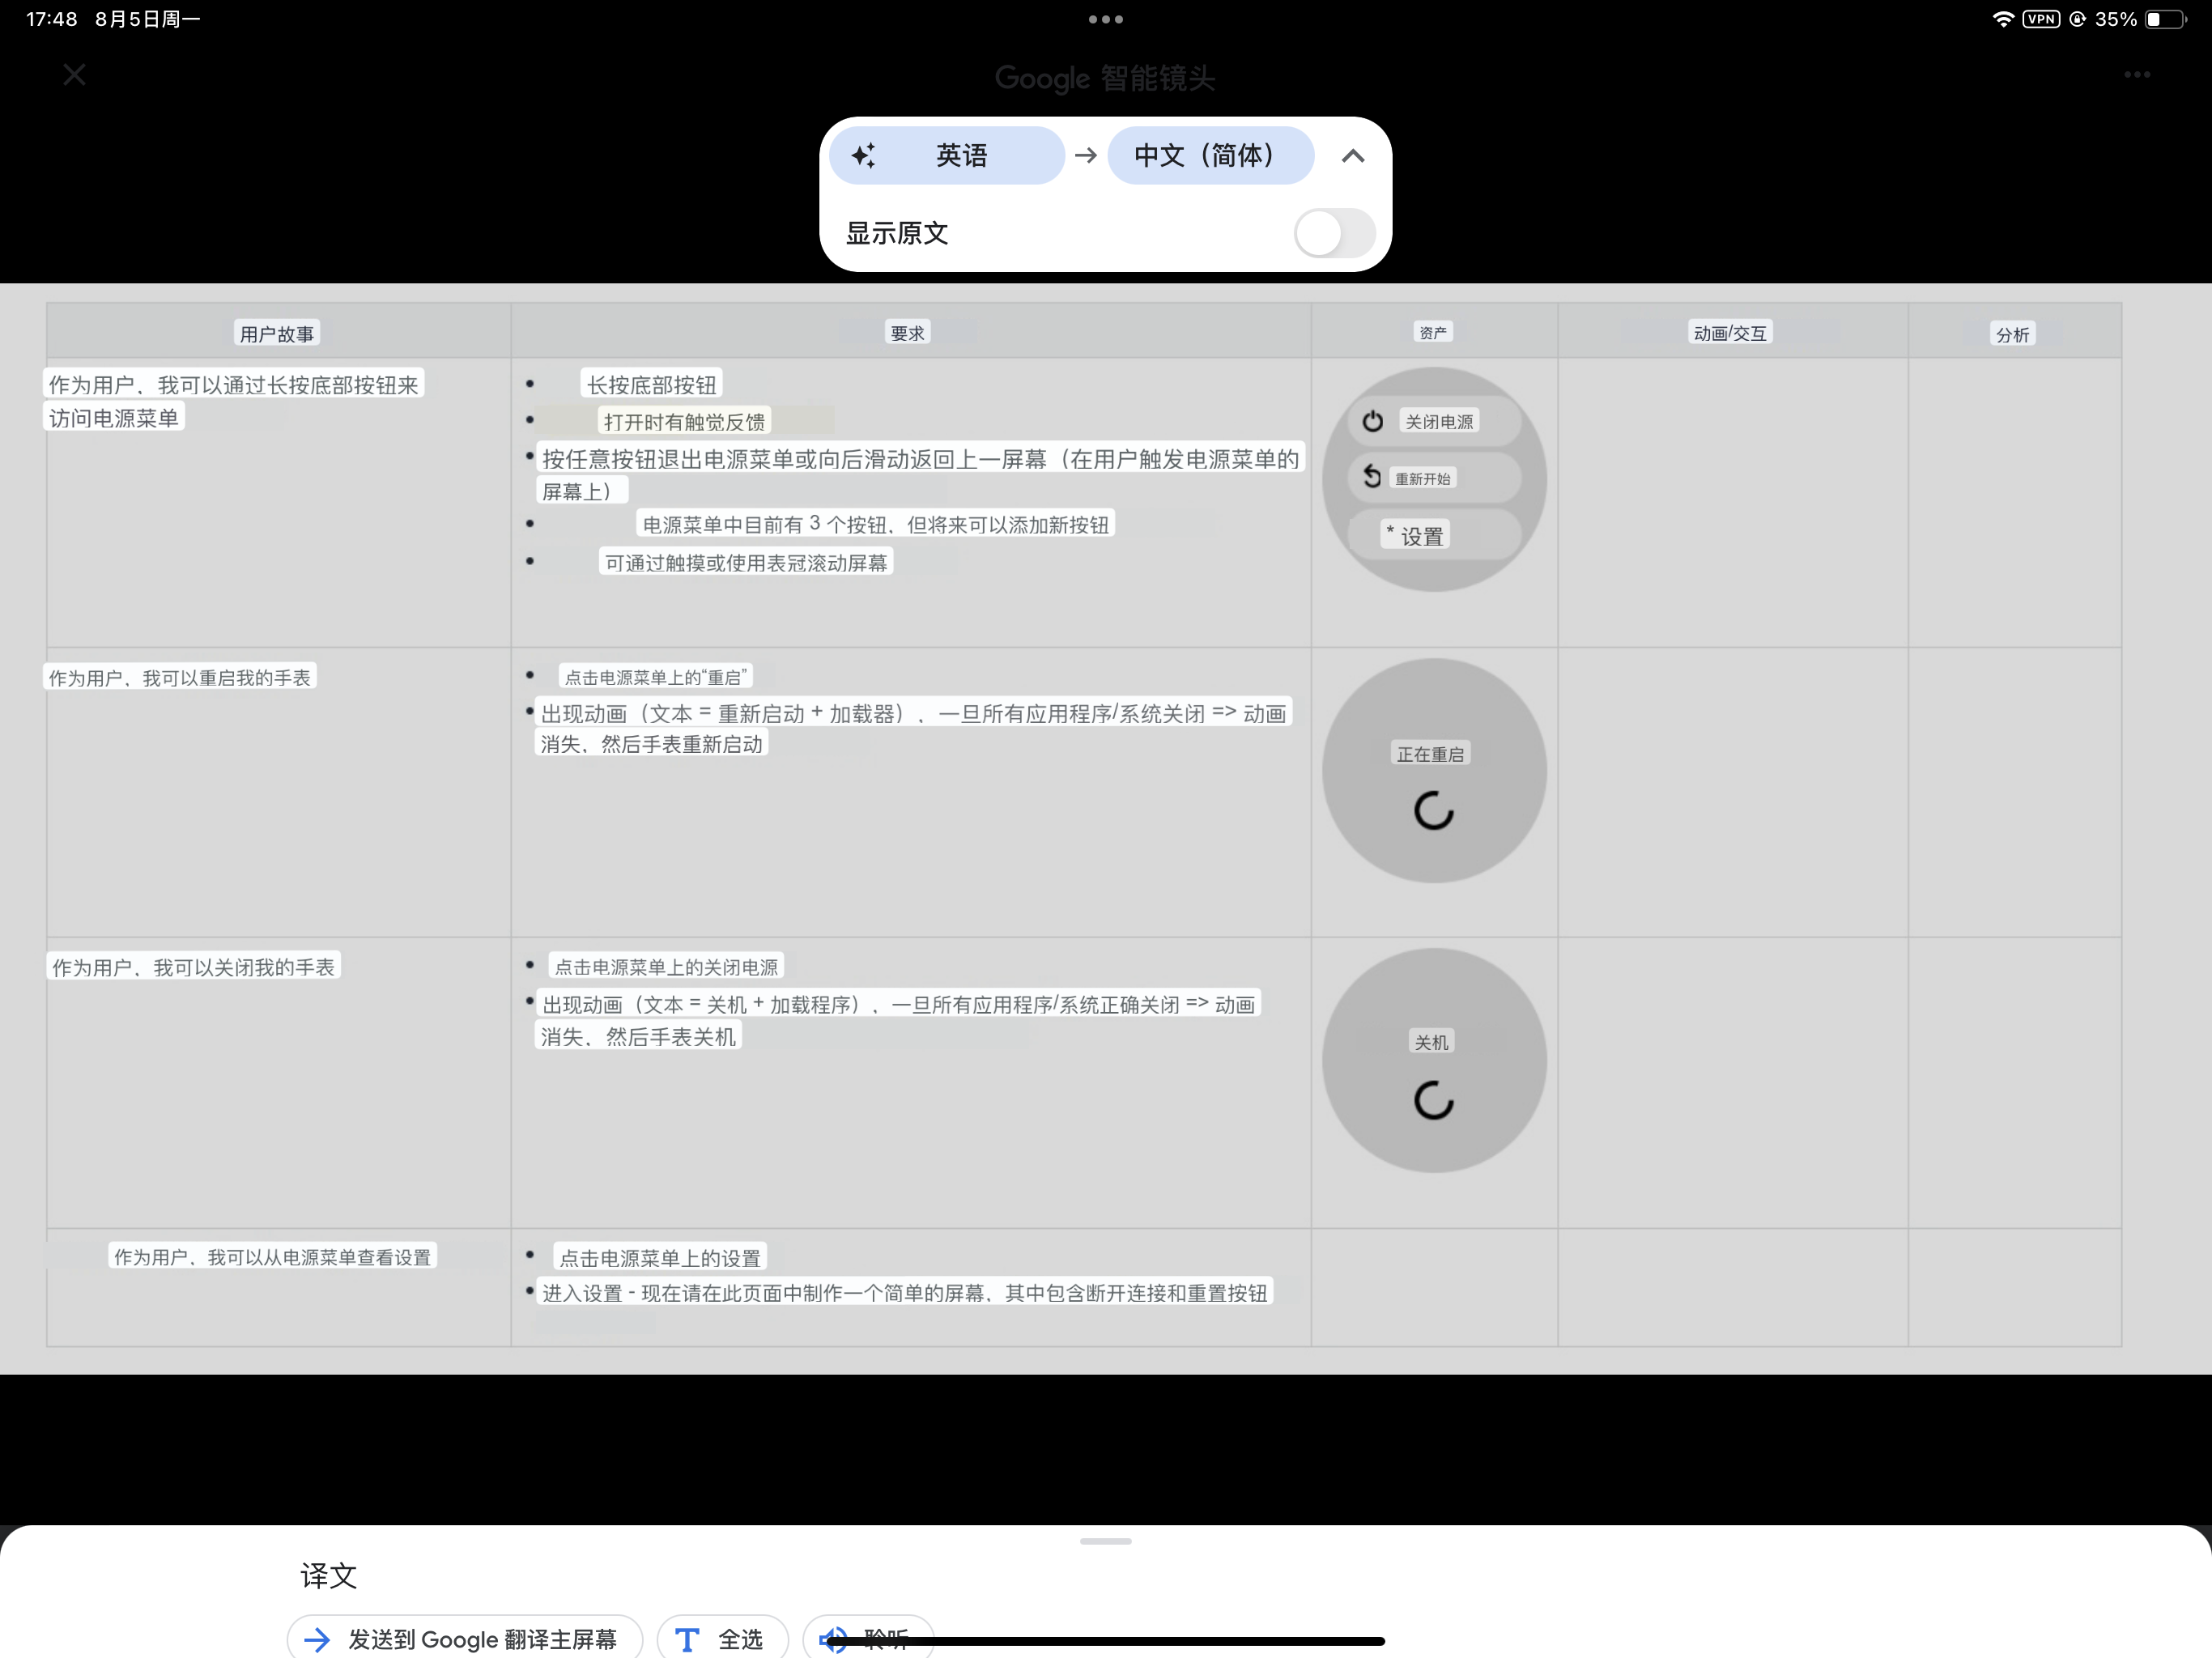 17:48 8月5日周一
VPN 35%
Google 智能镜头
英语 → 中文（简体）
显示原文
用户故事 要求 资产 动画/交互 分析
作为用户，我可以通过长按底部按钮来
访问电源菜单
• 长按底部按钮
• 打开时有触觉反馈
• 按任意按钮退出电源菜单或向后滑动返回上一屏幕（在用户触发电源菜单的
屏幕上）
• 电源菜单中目前有 3 个按钮，但将来可以添加新按钮
• 可通过触摸或使用表冠滚动屏幕
关闭电源
重新开始
* 设置
作为用户，我可以重启我的手表
• 点击电源菜单上的“重启”
• 出现动画（文本 = 重新启动 + 加载器），一旦所有应用程序/系统关闭 => 动画
消失，然后手表重新启动
正在重启
作为用户，我可以关闭我的手表
• 点击电源菜单上的关闭电源
• 出现动画（文本 = 关机 + 加载程序），一旦所有应用程序/系统正确关闭 => 动画
消失，然后手表关机
关机
作为用户，我可以从电源菜单查看设置
• 点击电源菜单上的设置
• 进入设置 - 现在请在此页面中制作一个简单的屏幕，其中包含断开连接和重置按钮
译文
发送到 Google 翻译主屏幕 全选 聆听